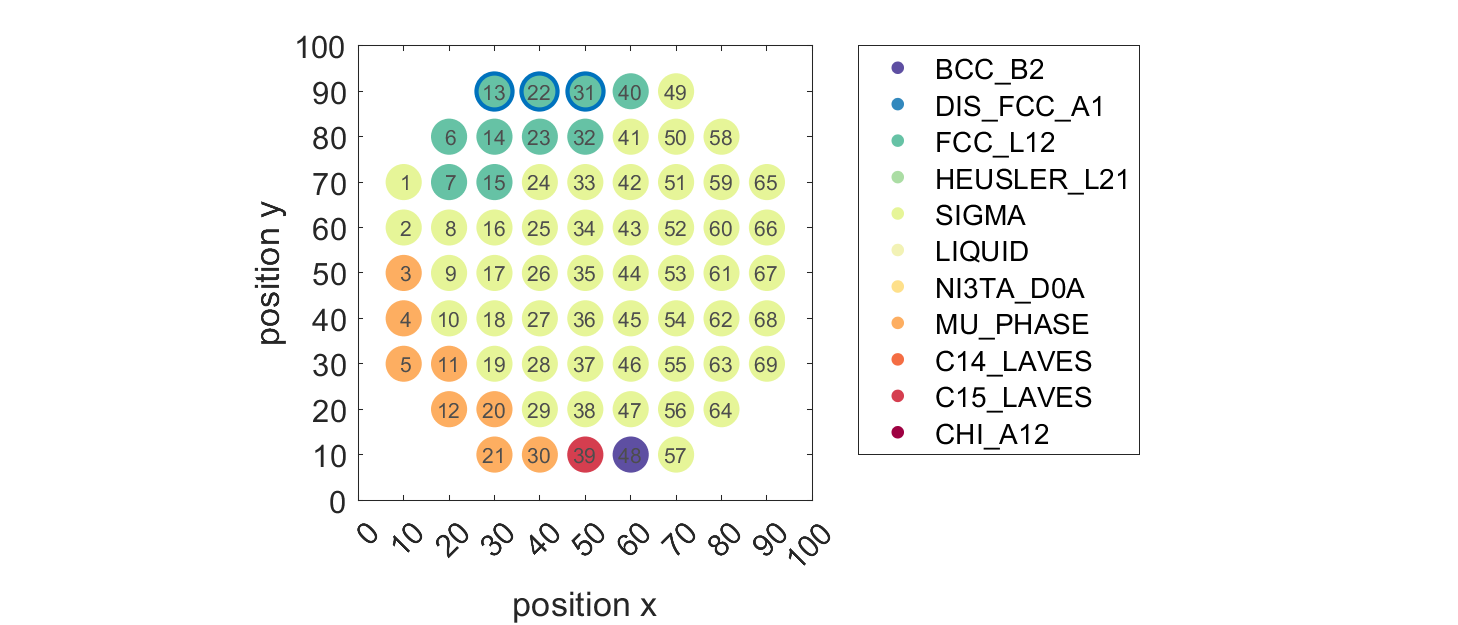 100
90
80
70
60
50
40
30
20
10
0
position y
13 22 31 40 49
6 14 23 32 41 50 58
1 7 15 24 33 42 51 59 65
2 8 16 25 34 43 52 60 66
3 9 17 26 35 44 53 61 67
4 10 18 27 36 45 54 62 68
5 11 19 28 37 46 55 63 69
12 20 29 38 47 56 64
21 30 39 48 57
0 10 20 30 40 50 60 70 80 90 100
position x
BCC_B2
DIS_FCC_A1
FCC_L12
HEUSLER_L21
SIGMA
LIQUID
NI3TA_D0A
MU_PHASE
C14_LAVES
C15_LAVES
CHI_A12